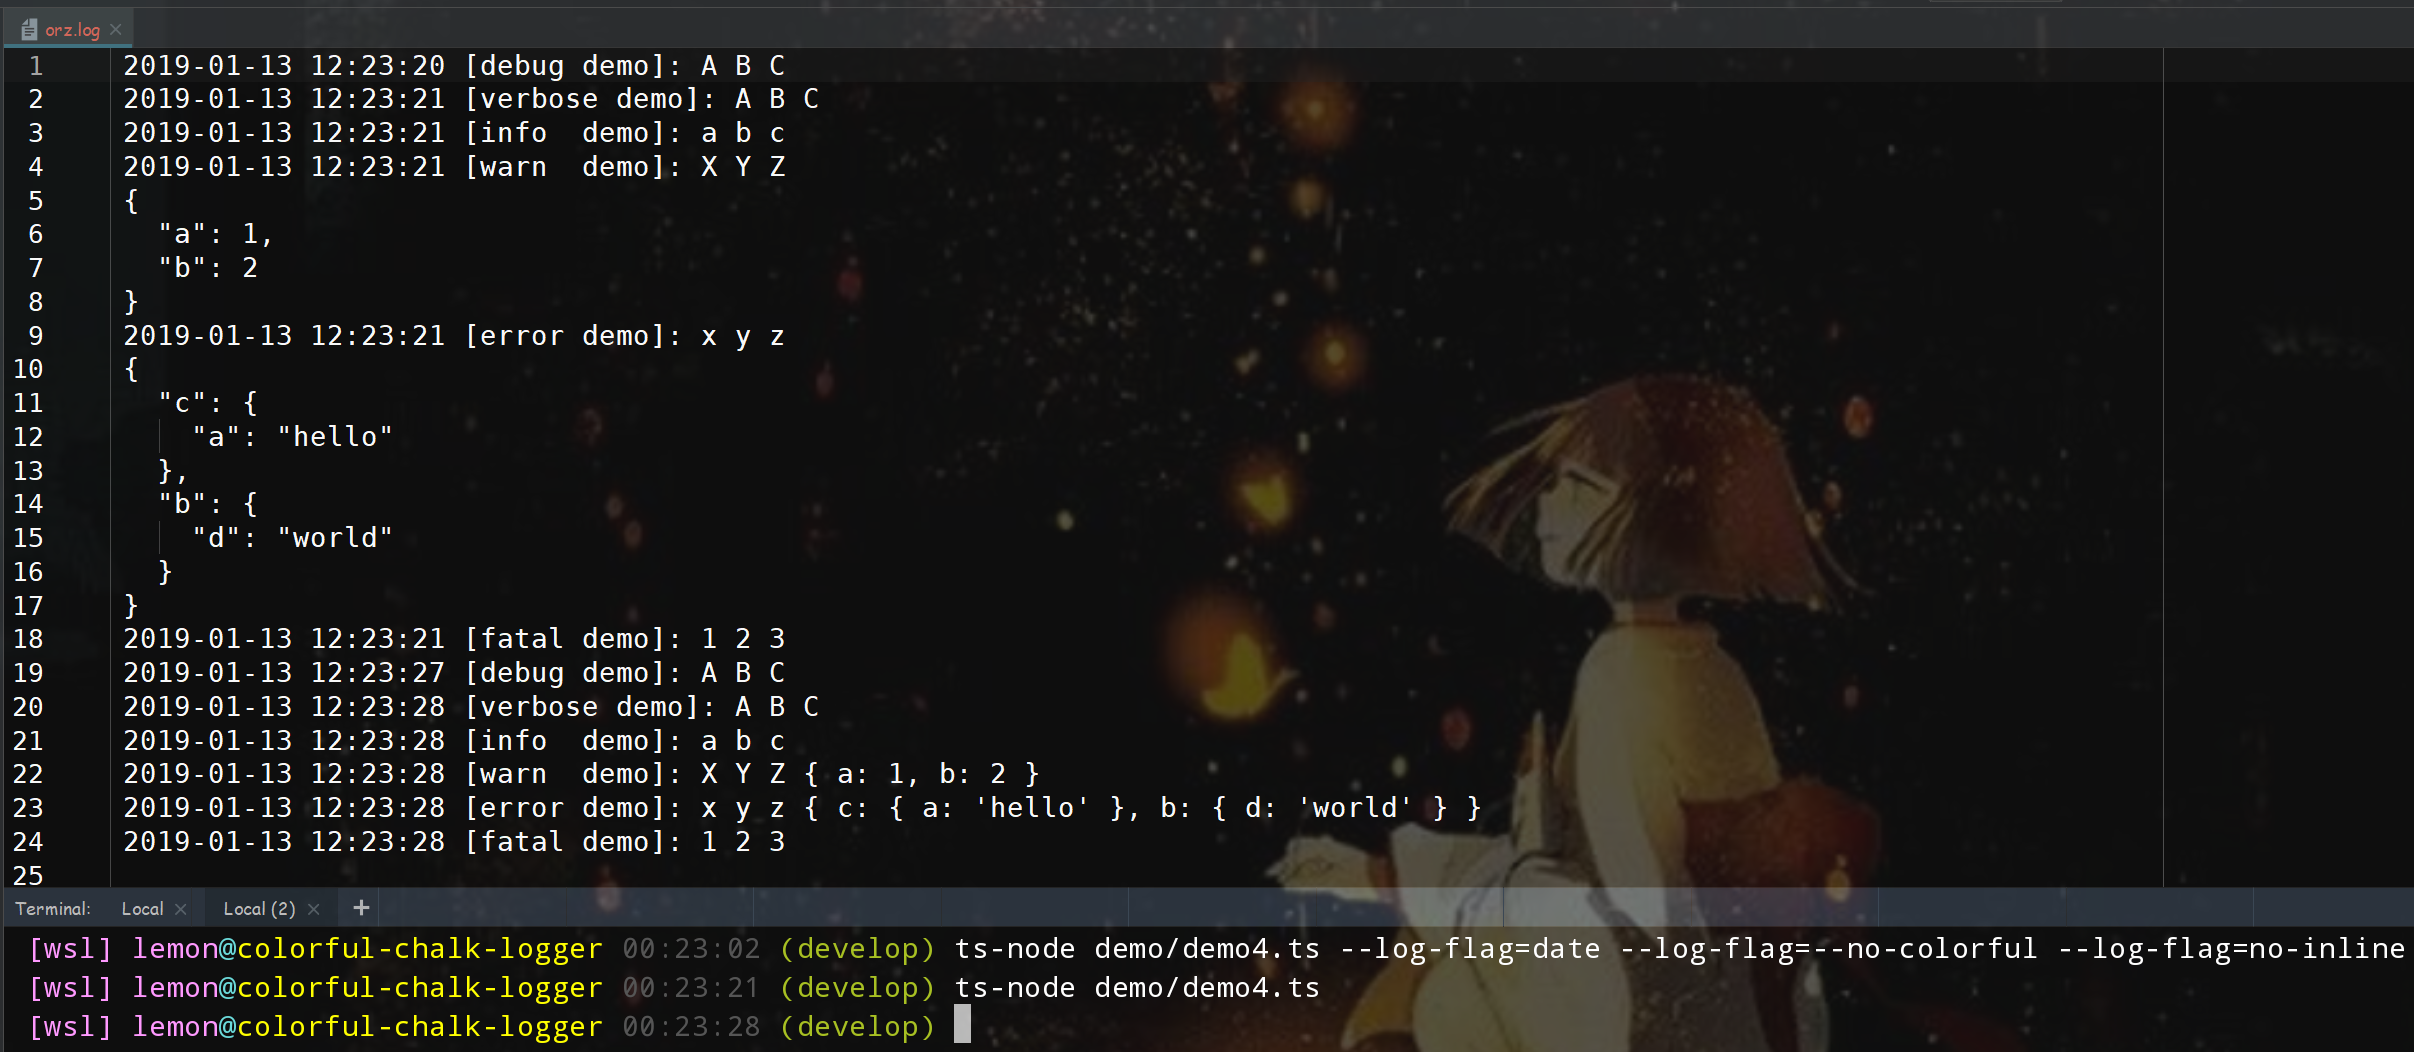 orz.log
1 2019-01-13 12:23:20 [debug demo]: A B C
2 2019-01-13 12:23:21 [verbose demo]: A B C
3 2019-01-13 12:23:21 [info  demo]: a b c
4 2019-01-13 12:23:21 [warn  demo]: X Y Z
5 {
6   "a": 1,
7   "b": 2
8 }
9 2019-01-13 12:23:21 [error demo]: x y z
10 {
11   "c": {
12     "a": "hello"
13   },
14   "b": {
15     "d": "world"
16   }
17 }
18 2019-01-13 12:23:21 [fatal demo]: 1 2 3
19 2019-01-13 12:23:27 [debug demo]: A B C
20 2019-01-13 12:23:28 [verbose demo]: A B C
21 2019-01-13 12:23:28 [info  demo]: a b c
22 2019-01-13 12:23:28 [warn  demo]: X Y Z { a: 1, b: 2 }
23 2019-01-13 12:23:28 [error demo]: x y z { c: { a: 'hello' }, b: { d: 'world' } }
24 2019-01-13 12:23:28 [fatal demo]: 1 2 3
25
Terminal: Local Local (2) +
[wsl] lemon@colorful-chalk-logger 00:23:02 (develop) ts-node demo/demo4.ts --log-flag=date --log-flag=--no-colorful --log-flag=no-inline
[wsl] lemon@colorful-chalk-logger 00:23:21 (develop) ts-node demo/demo4.ts
[wsl] lemon@colorful-chalk-logger 00:23:28 (develop)